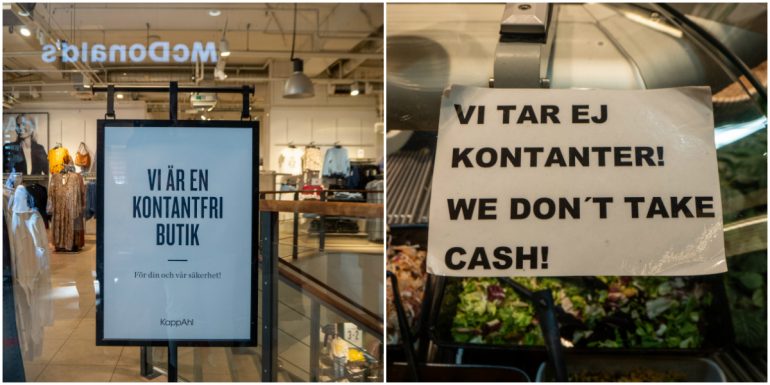 McDonald's
VI ÄR EN
KONTANTFRI
BUTIK
För din och vår säkerhet!
KappAhl
VI TAR EJ
KONTANTER!
WE DON´T TAKE
CASH!